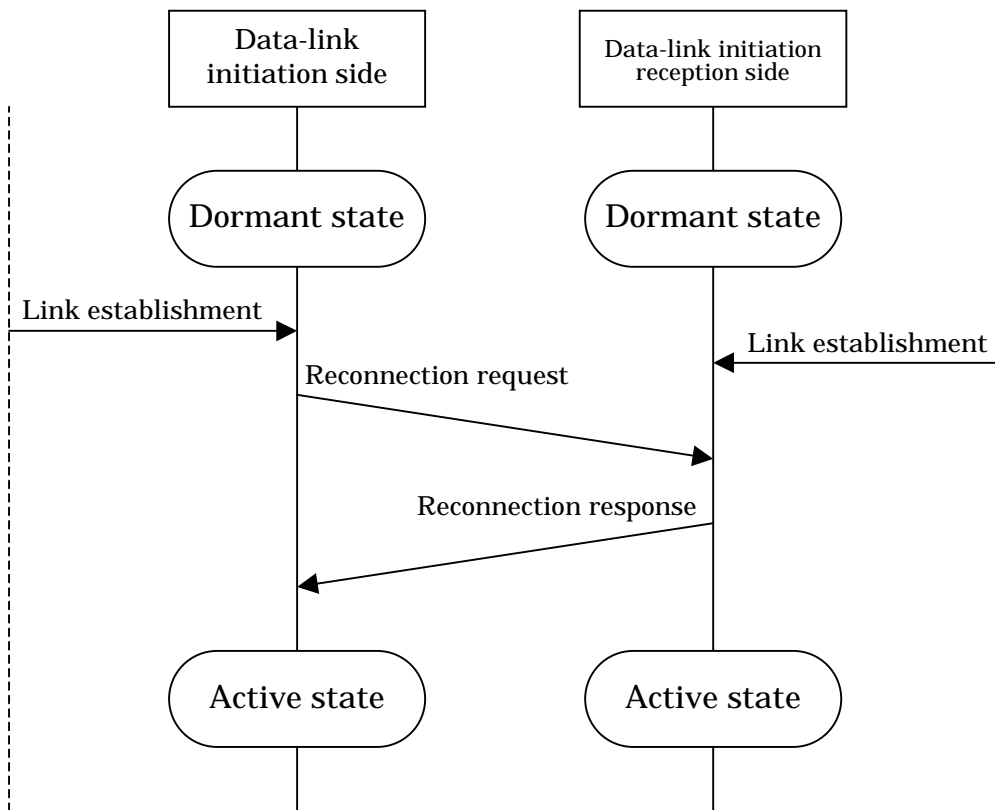 Data-link
initiation side
Data-link initiation
reception side
Dormant state
Dormant state
Link establishment
Link establishment
Reconnection request
Reconnection response
Active state
Active state